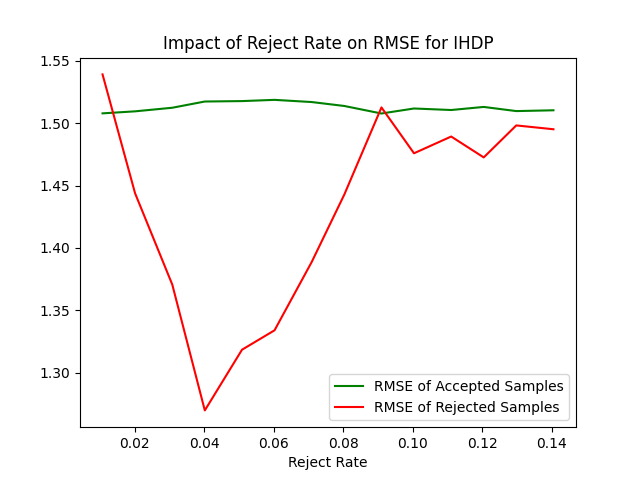 Impact of Reject Rate on RMSE for IHDP
1.55
1.50
1.45
1.40
1.35
1.30
RMSE of Accepted Samples
RMSE of Rejected Samples
0.02 0.04 0.06 0.08 0.10 0.12 0.14
Reject Rate